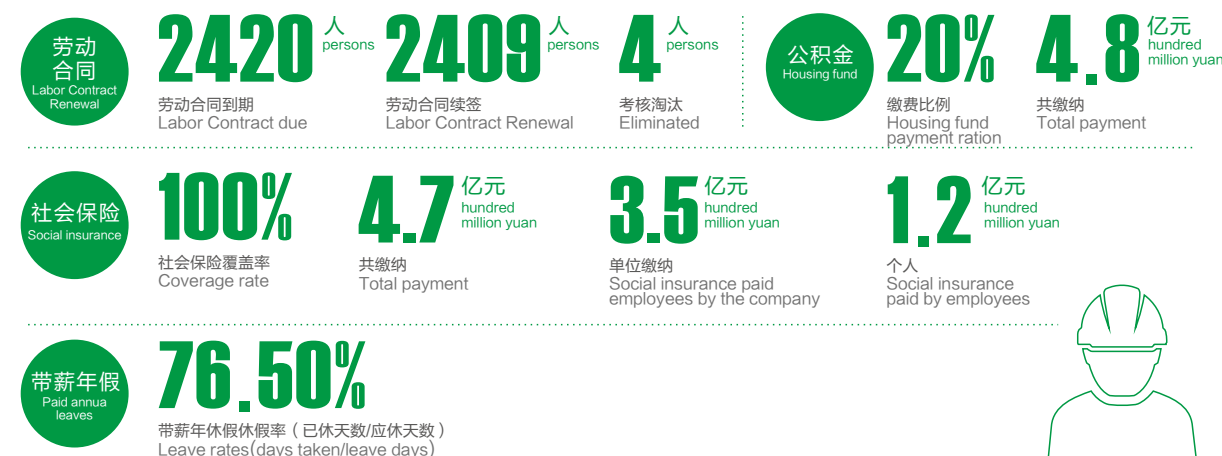 劳动
合同
Labor Contract
Renewal
2420 人
persons
劳动合同到期
Labor Contract due
2409 人
persons
劳动合同续签
Labor Contract Renewal
4 人
persons
考核淘汰
Eliminated
公积金
Housing fund
20%
缴费比例
Housing fund
payment ration
4.8 亿元
hundred
million yuan
共缴纳
Total payment
社会保险
Social insurance
100%
社会保险覆盖率
Coverage rate
4.7 亿元
hundred
million yuan
共缴纳
Total payment
3.5 亿元
hundred
million yuan
单位缴纳
Social insurance paid
employees by the company
1.2 亿元
hundred
million yuan
个人
Social insurance
paid by employees
带薪年假
Paid annua
leaves
76.50%
带薪年休假休假率（已休天数/应休天数）
Leave rates(days taken/leave days)